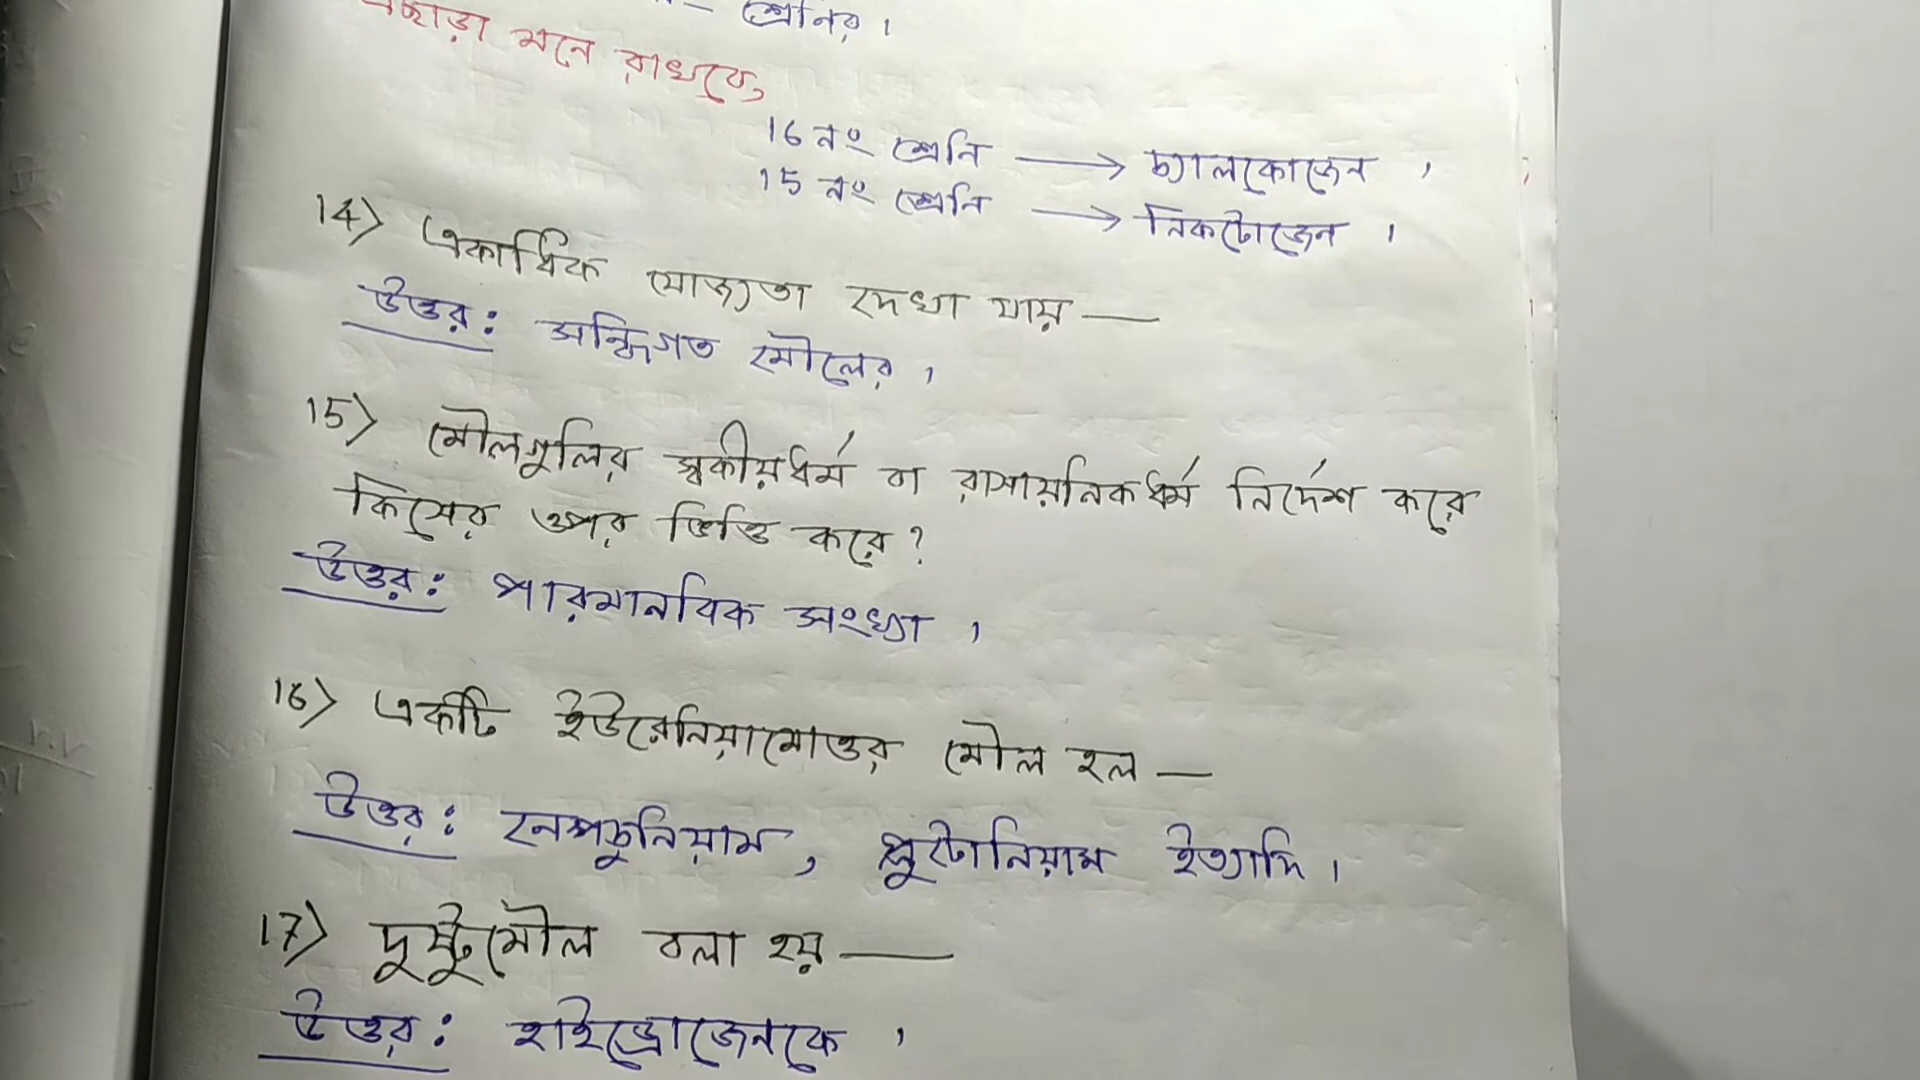 — শ্রেনির।
এছাড়া মনে রাখবে,
16 নং শ্রেনি ⟶ চ্যালকোজেন।
15 নং শ্রেনি ⟶ নিকটোজেন।
14) একাধিক যোজ্যতা দেখা যায় —
উত্তর: সন্ধিগত মৌলের।
15) মৌলগুলির স্বকীয়ধর্ম বা রাসায়নিকধর্ম নির্দেশ করে
কিসের ওপর ভিত্তি করে?
উত্তর: পারমানবিক সংখ্যা।
16) একটি ইউরেনিয়ামোত্তর মৌল হল —
উত্তর: নেপচুনিয়াম, প্লুটোনিয়াম ইত্যাদি।
17) দুষ্টুমৌল বলা হয় —
উত্তর: হাইড্রোজেনকে।